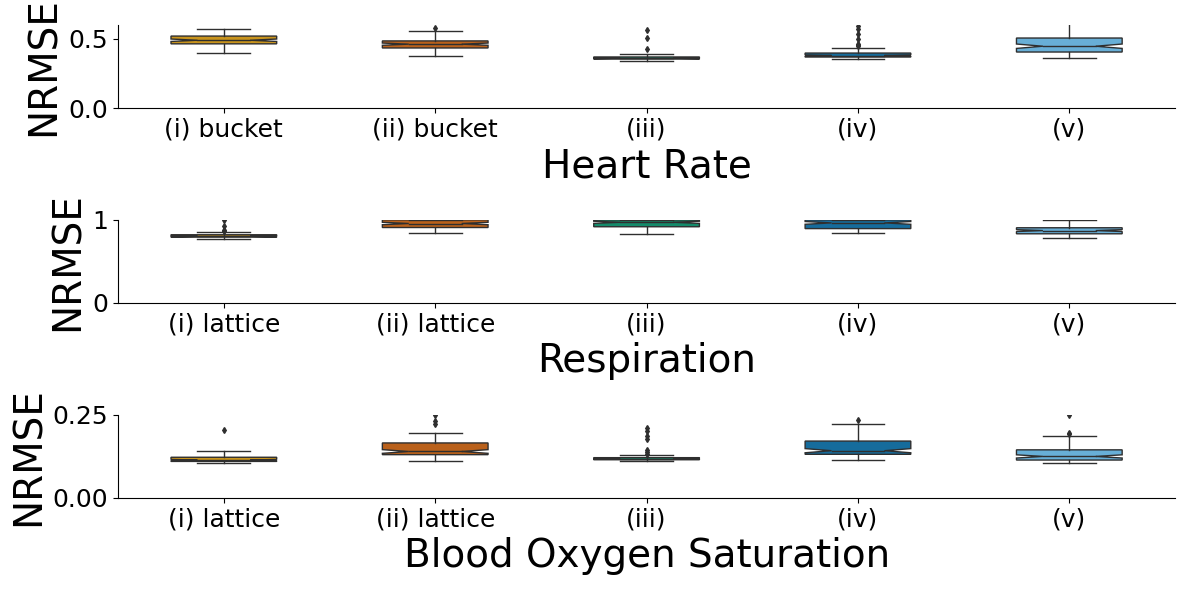 NRMSE
0.5
0.0
(i) bucket (ii) bucket (iii) (iv) (v)
Heart Rate
NRMSE
1
0
(i) lattice (ii) lattice (iii) (iv) (v)
Respiration
NRMSE
0.25
0.00
(i) lattice (ii) lattice (iii) (iv) (v)
Blood Oxygen Saturation